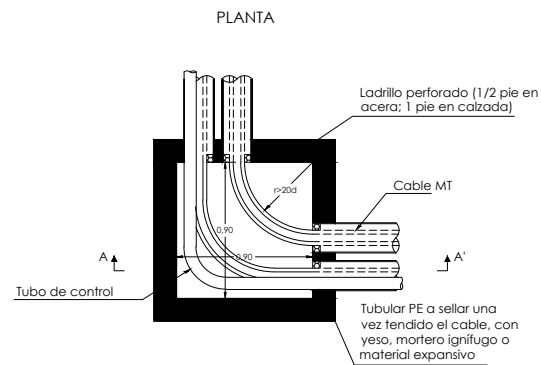 PLANTA
Ladrillo perforado (1/2 pie en
acera; 1 pie en calzada)
r>20d
Cable MT
0,90
0,90
A
A'
Tubo de control
Tubular PE a sellar una
vez tendido el cable, con
yeso, mortero ignífugo o
material expansivo